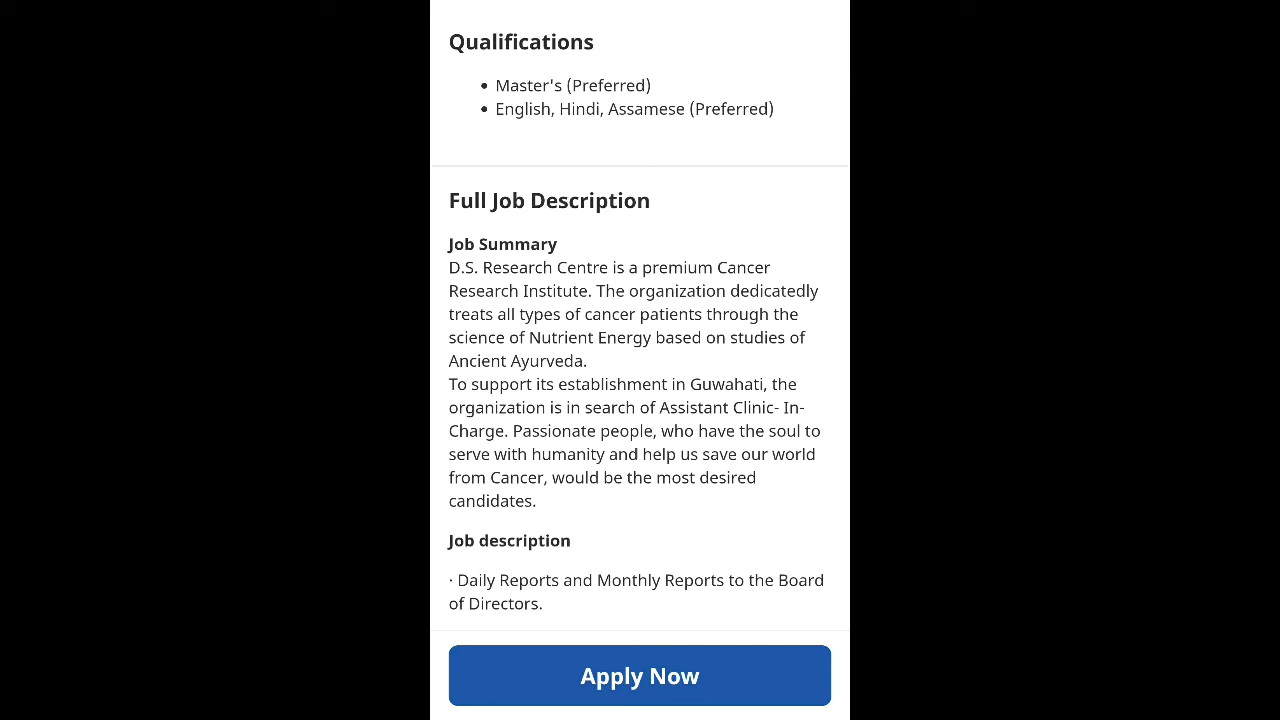 Qualifications
• Master's (Preferred)
• English, Hindi, Assamese (Preferred)
Full Job Description
Job Summary
D.S. Research Centre is a premium Cancer
Research Institute. The organization dedicatedly
treats all types of cancer patients through the
science of Nutrient Energy based on studies of
Ancient Ayurveda.
To support its establishment in Guwahati, the
organization is in search of Assistant Clinic- In-
Charge. Passionate people, who have the soul to
serve with humanity and help us save our world
from Cancer, would be the most desired
candidates.
Job description
· Daily Reports and Monthly Reports to the Board
of Directors.
Apply Now